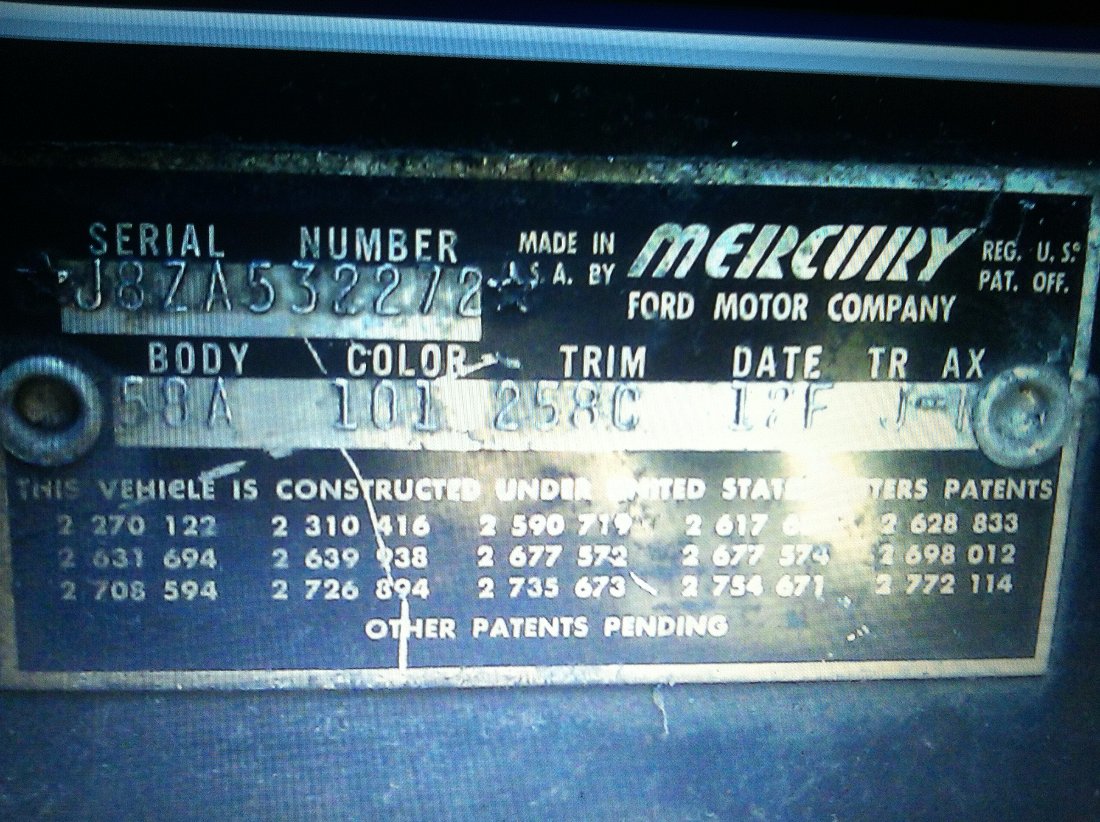 SERIAL NUMBER
MADE IN MERCURY REG. U. S.
J8ZA532272 S. A. BY PAT. OFF.
FORD MOTOR COMPANY
BODY COLOR TRIM DATE TR AX
58A 101 258C J
THIS VEHICLE IS CONSTRUCTED UNDER UNITED PATENTS
2 270 122 2 310 416 2 590 719 2 617 2 628 833
2 631 694 2 639 938 2 677 572 2 677 574 2 698 012
2 708 594 2 726 894 2 735 673 2 754 671 2 772 114
OTHER PATENTS PENDING